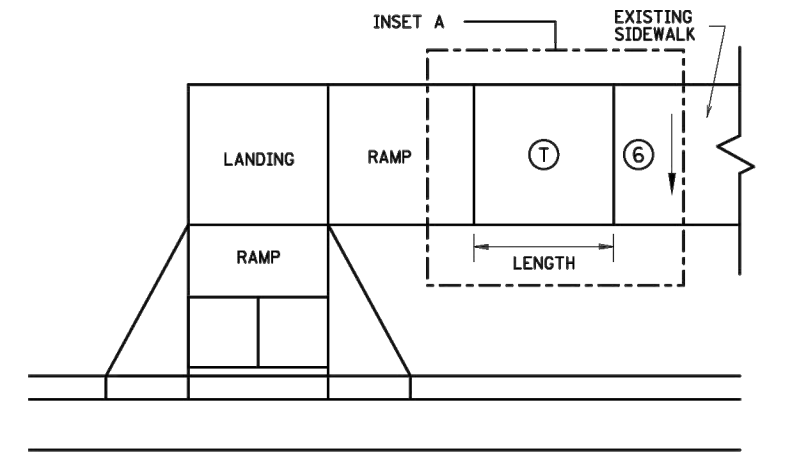 INSET A
EXISTING
SIDEWALK
LANDING
RAMP
T
6
RAMP
LENGTH